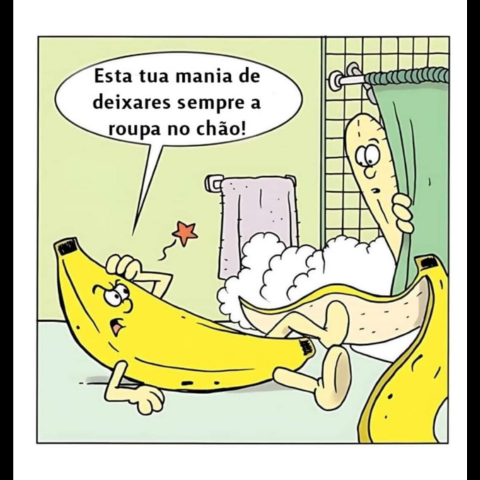 Esta tua mania de
deixares sempre a
roupa no chão!